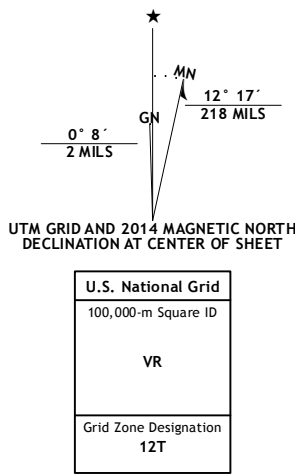 ★
MN
GN
12° 17´
218 MILS
0° 8´
2 MILS
UTM GRID AND 2014 MAGNETIC NORTH
DECLINATION AT CENTER OF SHEET
U.S. National Grid
100,000-m Square ID
VR
Grid Zone Designation
12T